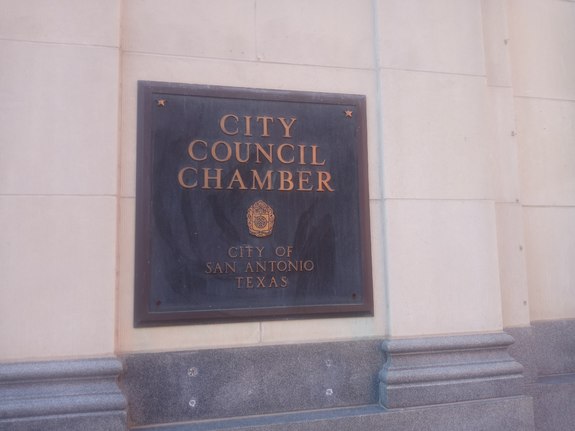 CITY
COUNCIL
CHAMBER
CITY OF
SAN ANTONIO
TEXAS